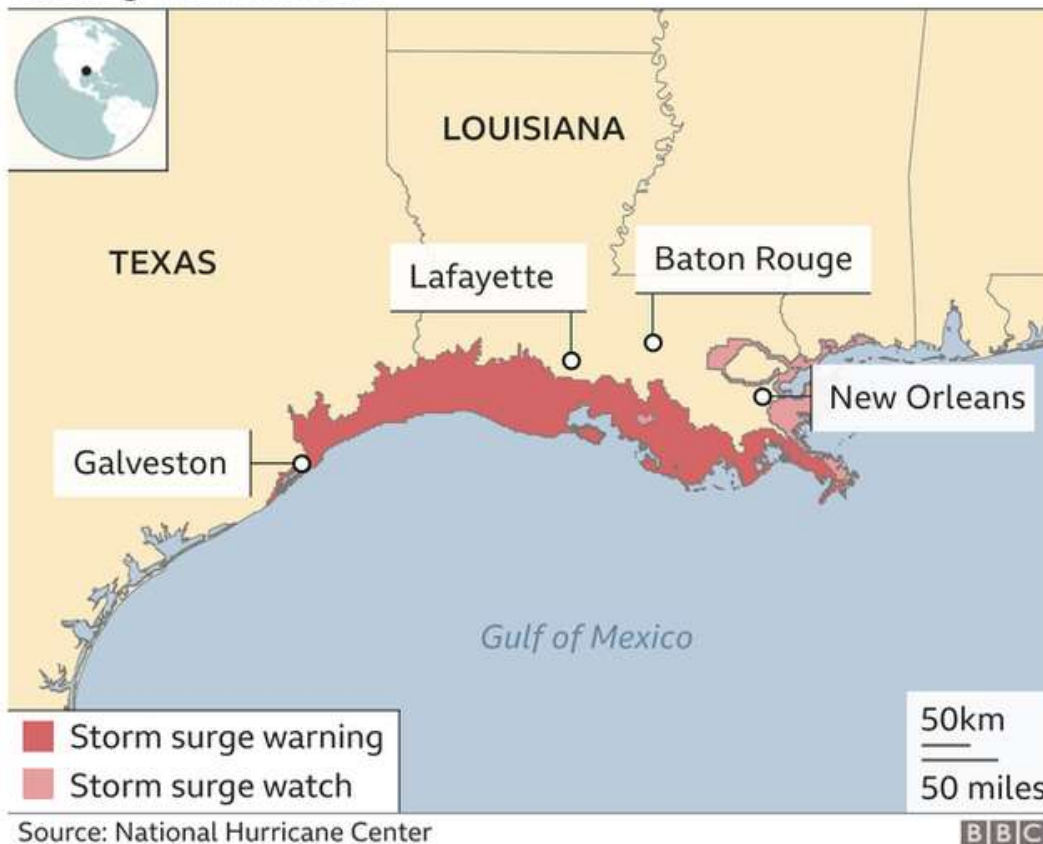 LOUISIANA
TEXAS
Lafayette
Baton Rouge
New Orleans
Galveston
Gulf of Mexico
Storm surge warning
Storm surge watch
50km
50 miles
Source: National Hurricane Center
BBC